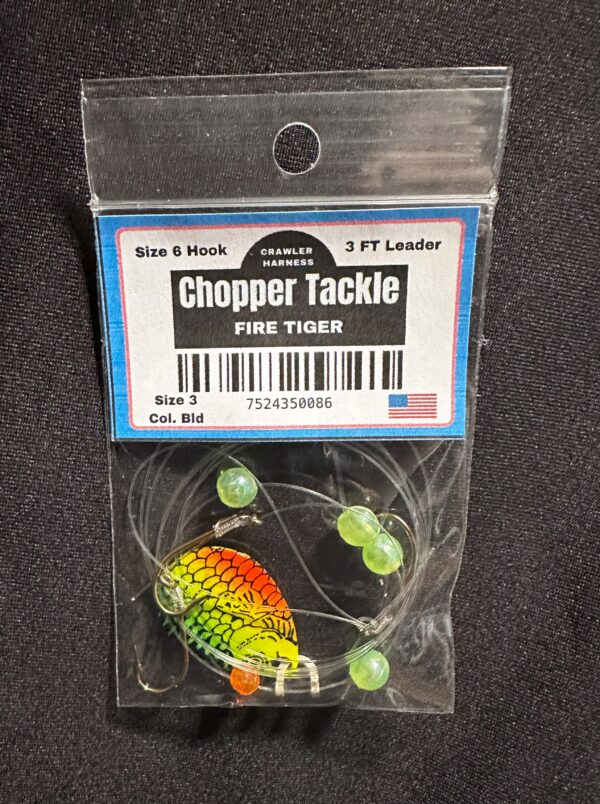 Size 6 Hook
CRAWLER
HARNESS
3 FT Leader
Chopper Tackle
FIRE TIGER
7524350086
Size 3
Col. Bld